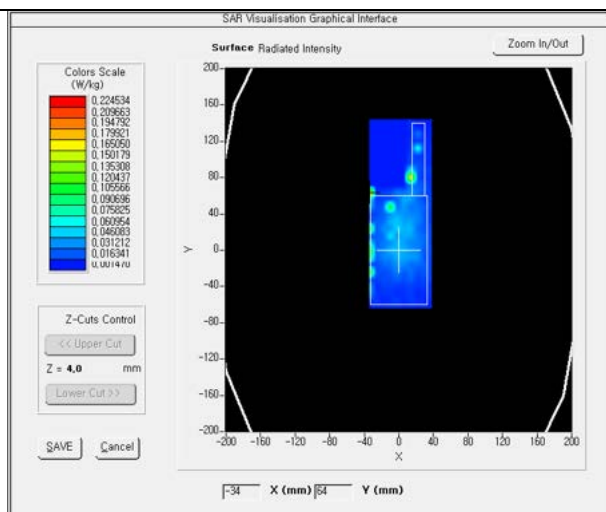 SAR Visualisation Graphical Interface
Surface Radiated Intensity
Zoom In/Out
Colors Scale
(W/kg)
0,224534
0,209663
0,194792
0,179921
0,165050
0,150179
0,135308
0,120437
0,105566
0,090696
0,075825
0,060954
0,046083
0,031212
0,016341
0,001470
Z-Cuts Control
<< Upper Cut
Z = 4,0 mm
Lower Cut >>
SAVE Cancel
200
160
120
80
40
0
-40
-80
-120
-160
-200
Y
-200 -160 -120 -80 -40 0 40 80 120 160 200
X
-34 X (mm) 64 Y (mm)